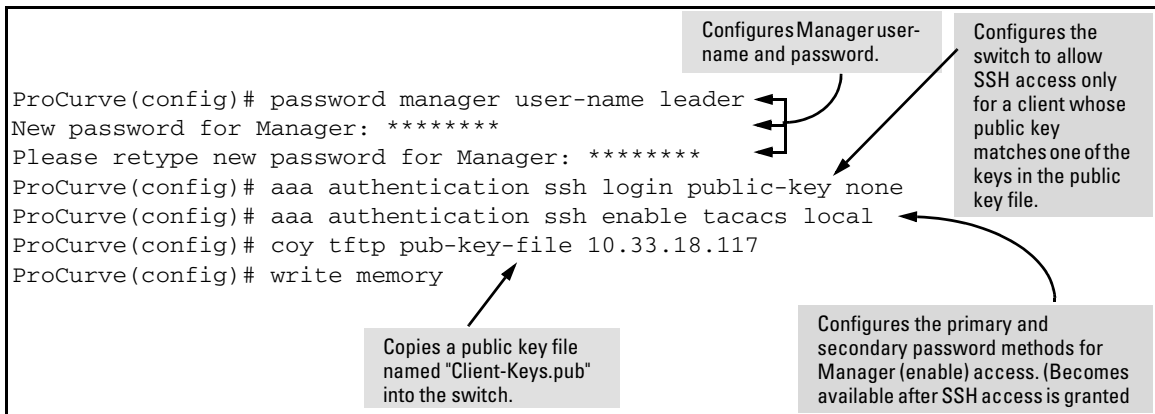 Configures Manager user-
name and password.
Configures the
switch to allow
SSH access only
for a client whose
public key
matches one of the
keys in the public
key file.
ProCurve(config)# password manager user-name leader
New password for Manager: ********
Please retype new password for Manager: ********
ProCurve(config)# aaa authentication ssh login public-key none
ProCurve(config)# aaa authentication ssh enable tacacs local
ProCurve(config)# coy tftp pub-key-file 10.33.18.117
ProCurve(config)# write memory
Copies a public key file
named "Client-Keys.pub"
into the switch.
Configures the primary and
secondary password methods for
Manager (enable) access. (Becomes
available after SSH access is granted